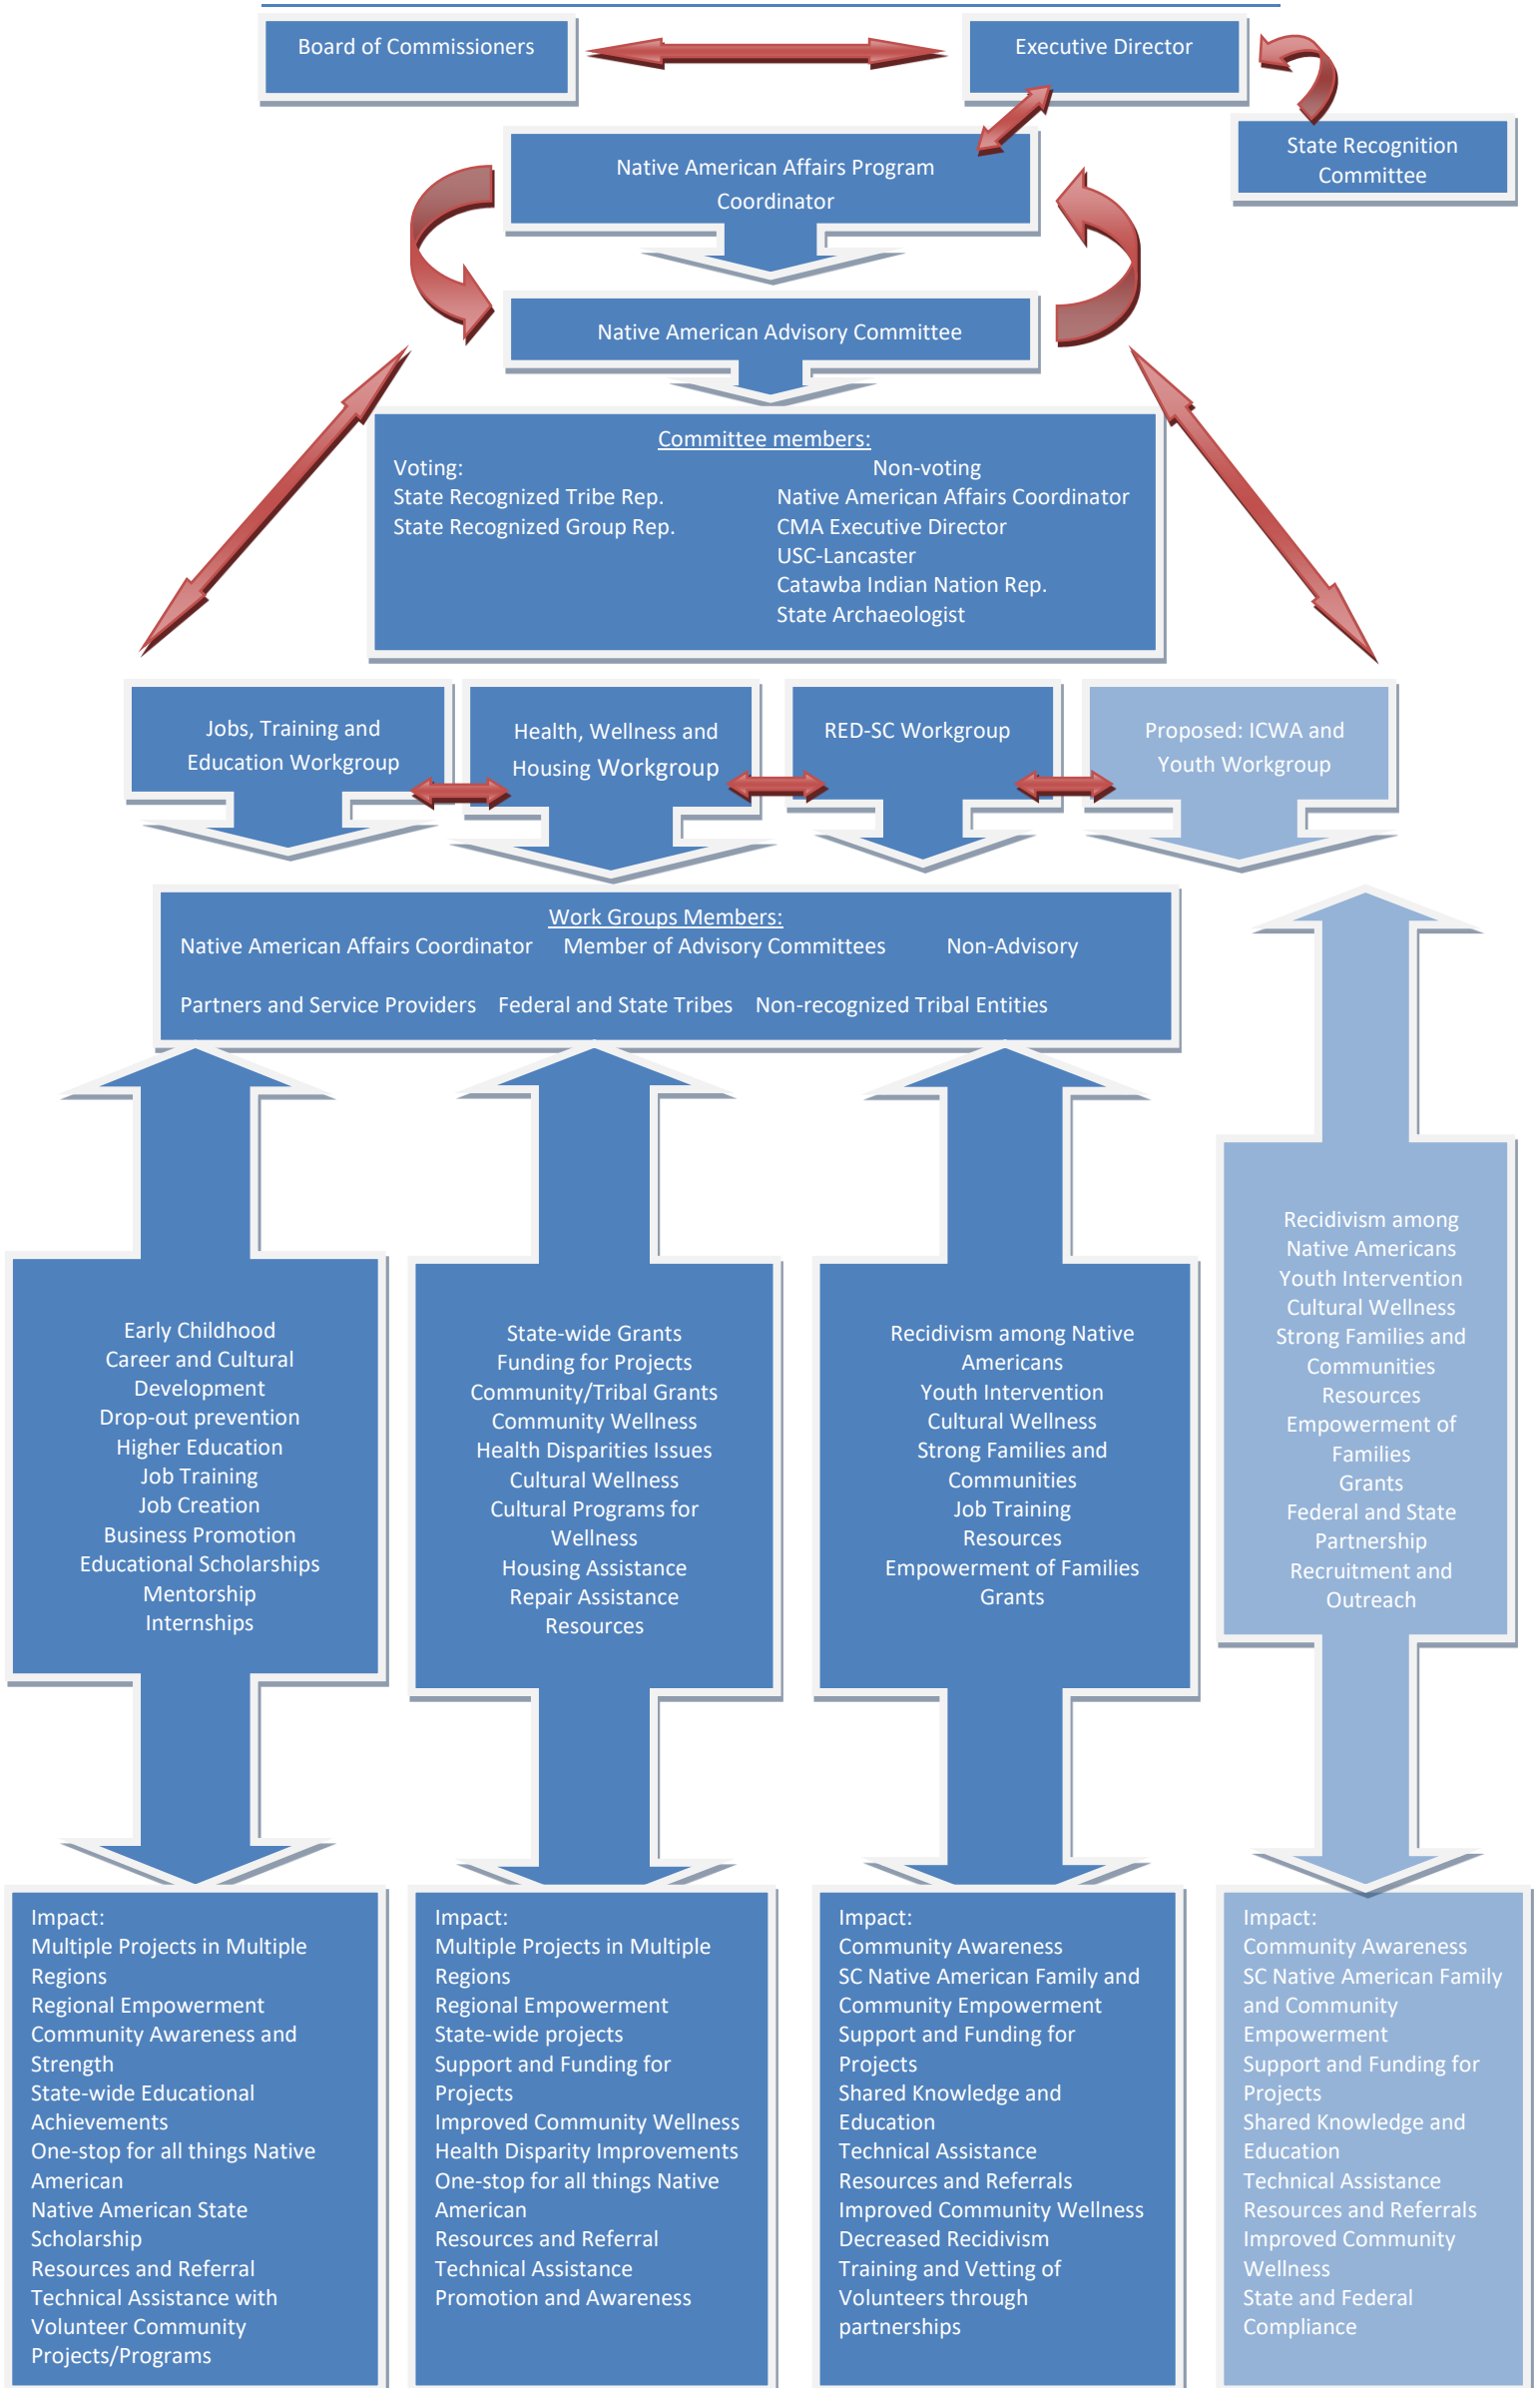 Board of Commissioners
Executive Director
State Recognition
Committee
Native American Affairs Program
Coordinator
Native American Advisory Committee
Committee members:
Voting:
Non-voting
State Recognized Tribe Rep.
Native American Affairs Coordinator
State Recognized Group Rep.
CMA Executive Director
USC-Lancaster
Catawba Indian Nation Rep.
State Archaeologist
Jobs, Training and
Education Workgroup
Health, Wellness and
Housing Workgroup
RED-SC Workgroup
Proposed: ICWA and
Youth Workgroup
Work Groups Members:
Native American Affairs Coordinator Member of Advisory Committees Non-Advisory
Partners and Service Providers Federal and State Tribes Non-recognized Tribal Entities
Early Childhood
Career and Cultural
Development
Drop-out prevention
Higher Education
Job Training
Job Creation
Business Promotion
Educational Scholarships
Mentorship
Internships
State-wide Grants
Funding for Projects
Community/Tribal Grants
Community Wellness
Health Disparities Issues
Cultural Wellness
Cultural Programs for
Wellness
Housing Assistance
Repair Assistance
Resources
Recidivism among Native
Americans
Youth Intervention
Cultural Wellness
Strong Families and
Communities
Job Training
Resources
Empowerment of Families
Grants
Recidivism among
Native Americans
Youth Intervention
Cultural Wellness
Strong Families and
Communities
Resources
Empowerment of
Families
Grants
Federal and State
Partnership
Recruitment and
Outreach
Impact:
Multiple Projects in Multiple
Regions
Regional Empowerment
Community Awareness and
Strength
State-wide Educational
Achievements
One-stop for all things Native
American
Native American State
Scholarship
Resources and Referral
Technical Assistance with
Volunteer Community
Projects/Programs
Impact:
Multiple Projects in Multiple
Regions
Regional Empowerment
State-wide projects
Support and Funding for
Projects
Improved Community Wellness
Health Disparity Improvements
One-stop for all things Native
American
Resources and Referral
Technical Assistance
Promotion and Awareness
Impact:
Community Awareness
SC Native American Family and
Community Empowerment
Support and Funding for
Projects
Shared Knowledge and
Education
Technical Assistance
Resources and Referrals
Improved Community Wellness
Decreased Recidivism
Training and Vetting of
Volunteers through
partnerships
Impact:
Community Awareness
SC Native American Family
and Community
Empowerment
Support and Funding for
Projects
Shared Knowledge and
Education
Technical Assistance
Resources and Referrals
Improved Community
Wellness
State and Federal
Compliance